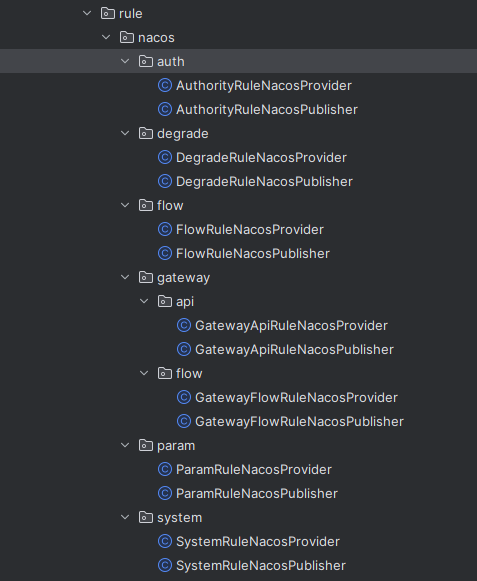 rule
nacos
auth
AuthorityRuleNacosProvider
AuthorityRuleNacosPublisher
degrade
DegradeRuleNacosProvider
DegradeRuleNacosPublisher
flow
FlowRuleNacosProvider
FlowRuleNacosPublisher
gateway
api
GatewayApiRuleNacosProvider
GatewayApiRuleNacosPublisher
flow
GatewayFlowRuleNacosProvider
GatewayFlowRuleNacosPublisher
param
ParamRuleNacosProvider
ParamRuleNacosPublisher
system
SystemRuleNacosProvider
SystemRuleNacosPublisher